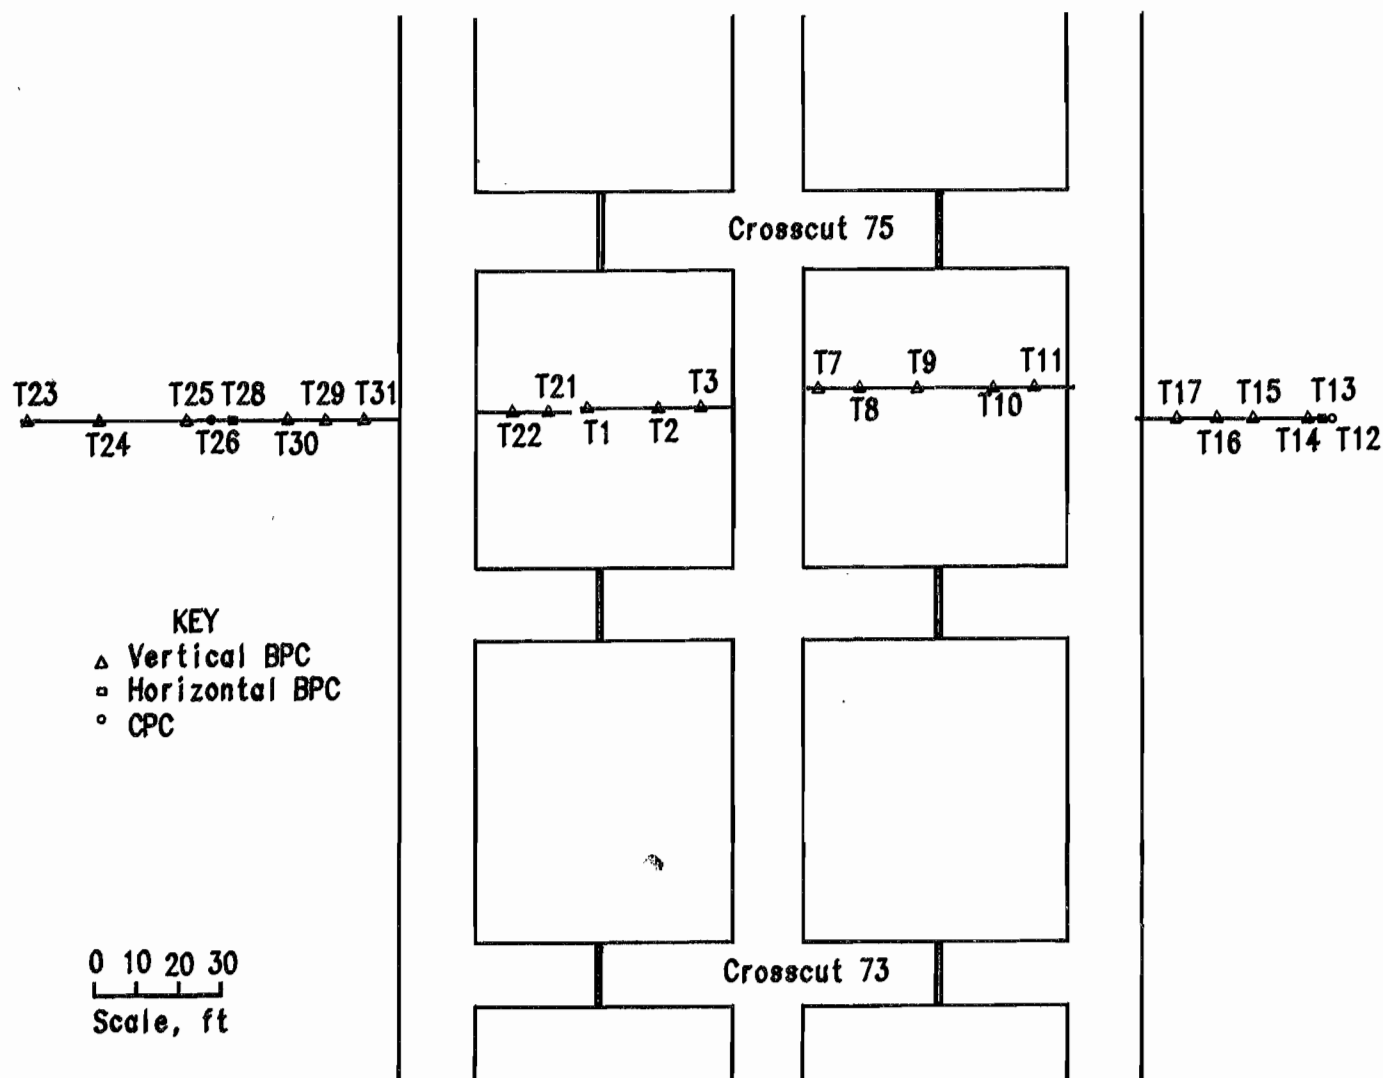 Crosscut 75
T23
T24
T25
T26
T28
T30
T29
T31
T22
T21
T1
T2
T3
T7
T8
T9
T10
T11
T17
T16
T15
T14
T13
T12
KEY
Vertical BPC
Horizontal BPC
CPC
0 10 20 30
Scale, ft
Crosscut 73